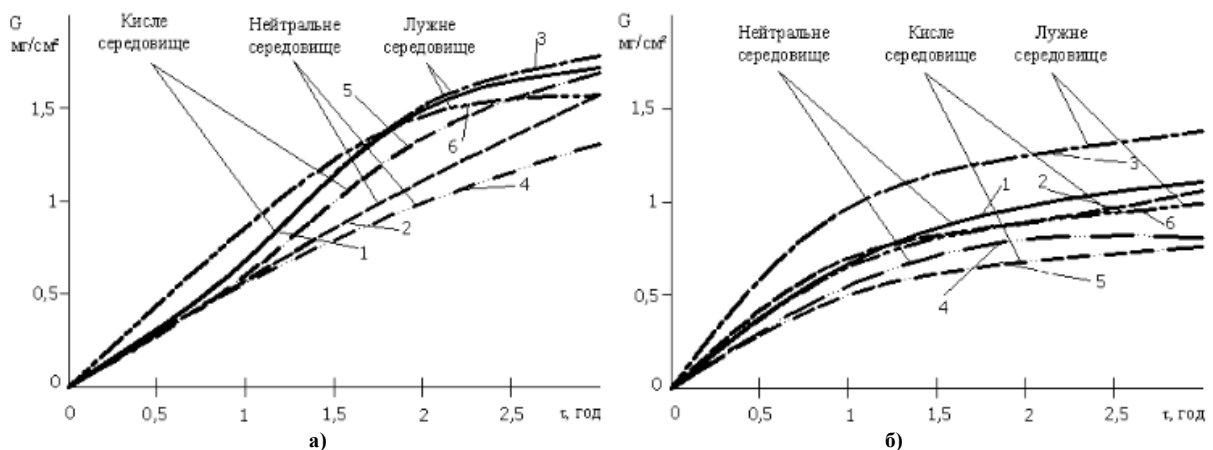 G
мг/см²
Кисле
середовище
Нейтральне
середовище
Лужне
середовище
3
1,5
5
6
1
4
2
1
0,5
0
0
0,5
1
1,5
2
2,5
τ, год
а)
G
мг/см²
Нейтральне
середовище
Кисле
середовище
Лужне
середовище
1,5
3
1
1
2
6
0,5
4
5
0
0
0,5
1
1,5
2
2,5
τ, год
б)